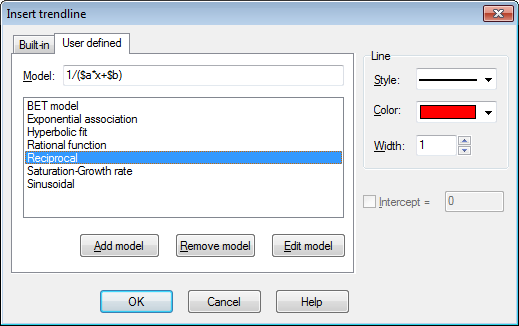 Insert trendline
Built-in
User defined
Model: 1/($a*x+$b)
BET model
Exponential association
Hyperbolic fit
Rational function
Reciprocal
Saturation-Growth rate
Sinusoidal
Add model
Remove model
Edit model
Line
Style:
Color:
Width: 1
Intercept = 0
OK
Cancel
Help